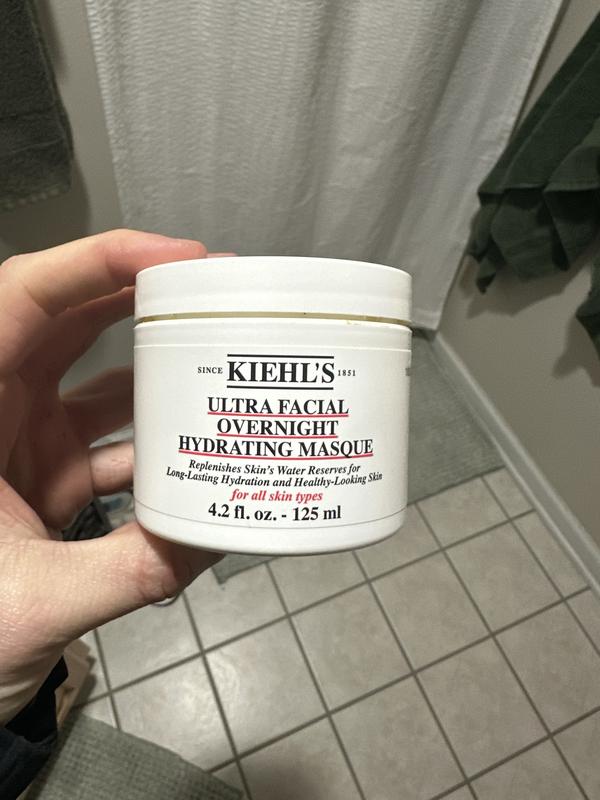 SINCE KIEHL'S 1851
ULTRA FACIAL
OVERNIGHT
HYDRATING MASQUE
Replenishes Skin's Water Reserves for
Long-Lasting Hydration and Healthy-Looking Skin
for all skin types
4.2 fl. oz. - 125 ml